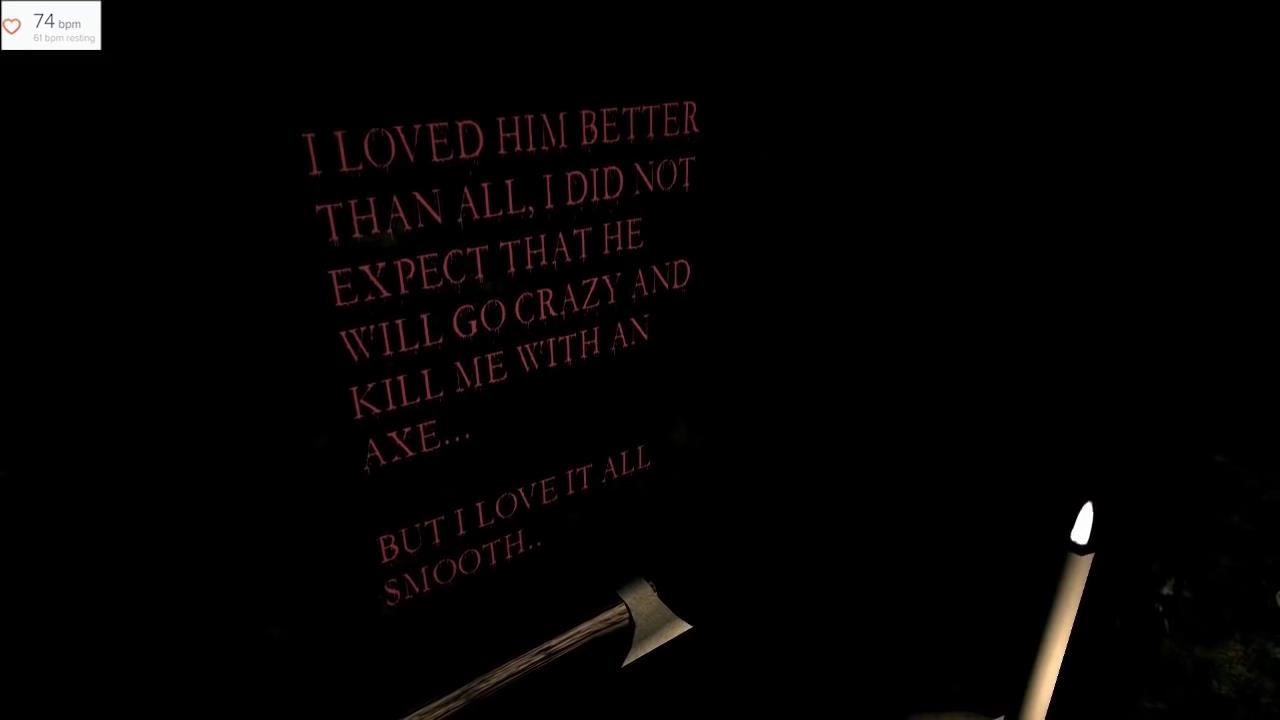 74 bpm
61 bpm resting
I LOVED HIM BETTER
THAN ALL, I DID NOT
EXPECT THAT HE
WILL GO CRAZY AND
KILL ME WITH AN
AXE...
BUT I LOVE IT ALL
SMOOTH..